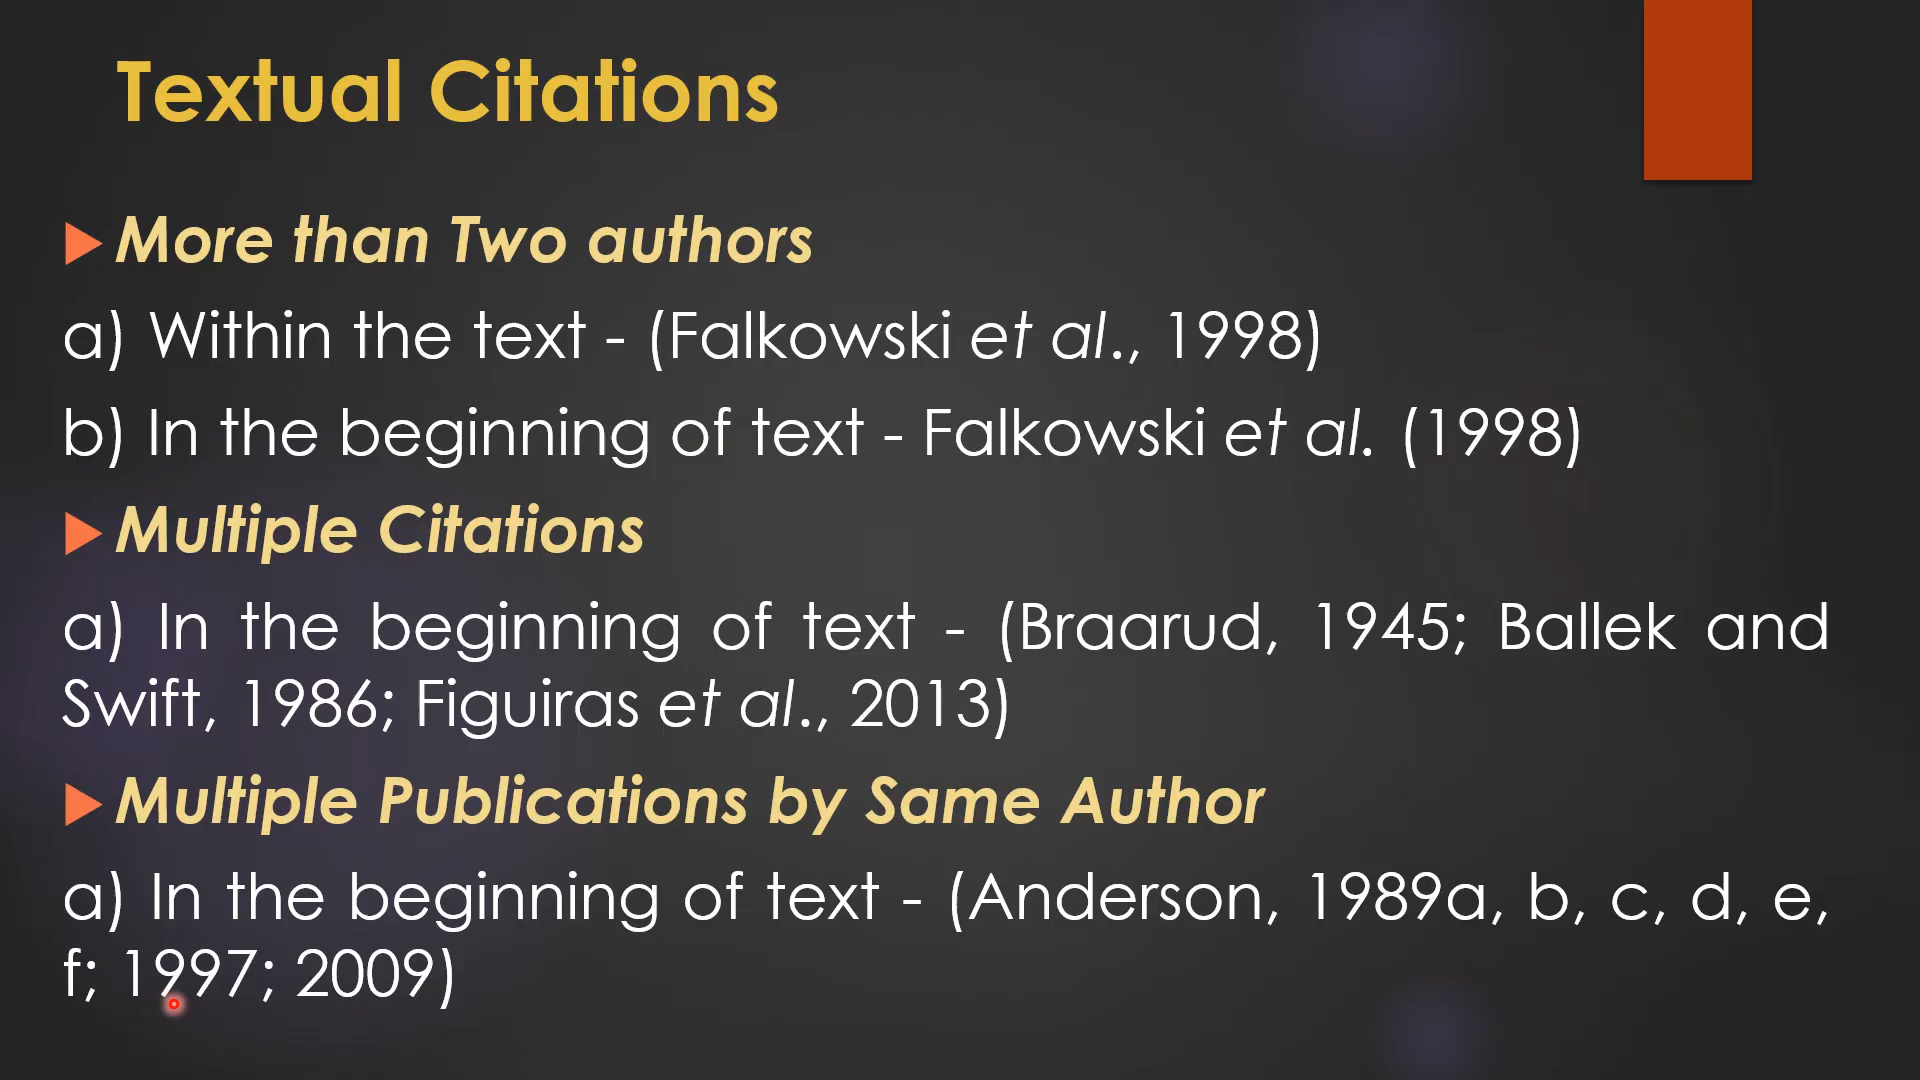 Textual Citations
More than Two authors
a) Within the text - (Falkowski et al., 1998)
b) In the beginning of text - Falkowski et al. (1998)
Multiple Citations
a) In the beginning of text - (Braarud, 1945; Ballek and
Swift, 1986; Figuiras et al., 2013)
Multiple Publications by Same Author
a) In the beginning of text - (Anderson, 1989a, b, c, d, e,
f; 1997; 2009)